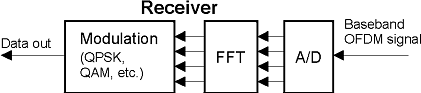 Receiver
Data out
Modulation
(QPSK,
QAM, etc.)
FFT
A/D
Baseband
OFDM signal